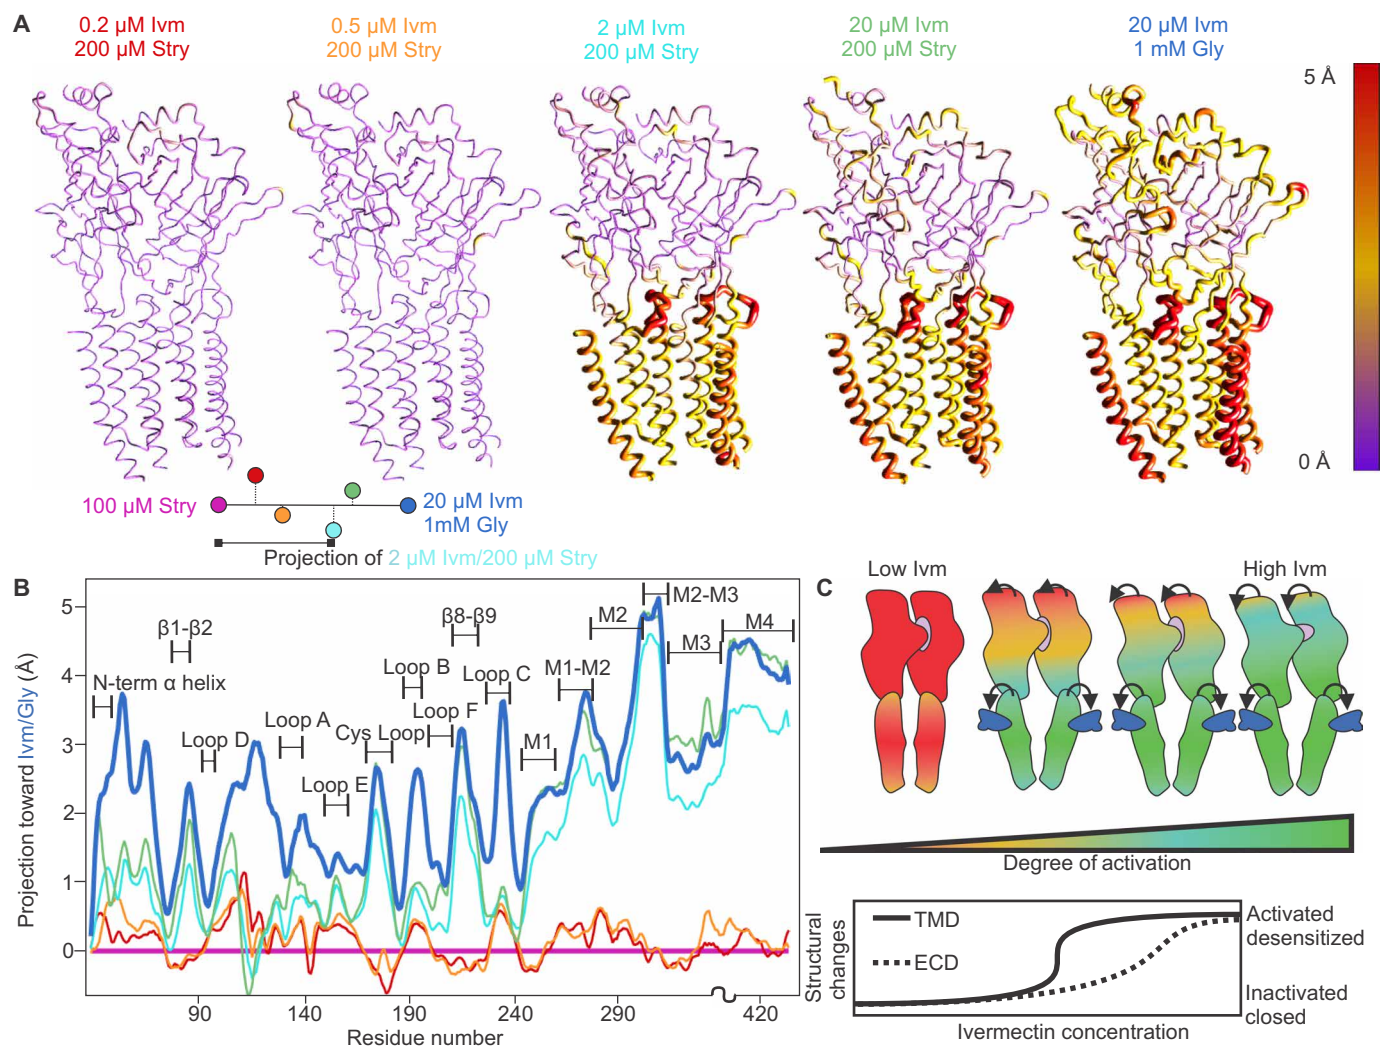 A
0.2 µM Ivm
200 µM Stry
0.5 µM Ivm
200 µM Stry
2 µM Ivm
200 µM Stry
20 µM Ivm
200 µM Stry
20 µM Ivm
1 mM Gly
5 Å
0 Å
100 µM Stry
20 µM Ivm
1mM Gly
Projection of 2 µM Ivm/200 µM Stry
B
Projection toward Ivm/Gly (Å)
5
4
3
2
1
0
β1-β2
N-term α helix
Loop D
Loop A
Loop E
Cys Loop
Loop B
Loop F
β8-β9
Loop C
M1
M1-M2
M2
M2-M3
M3
M4
90
140
190
240
290
420
Residue number
C
Low Ivm
High Ivm
Degree of activation
Structural
changes
TMD
ECD
Activated
desensitized
Inactivated
closed
Ivermectin concentration